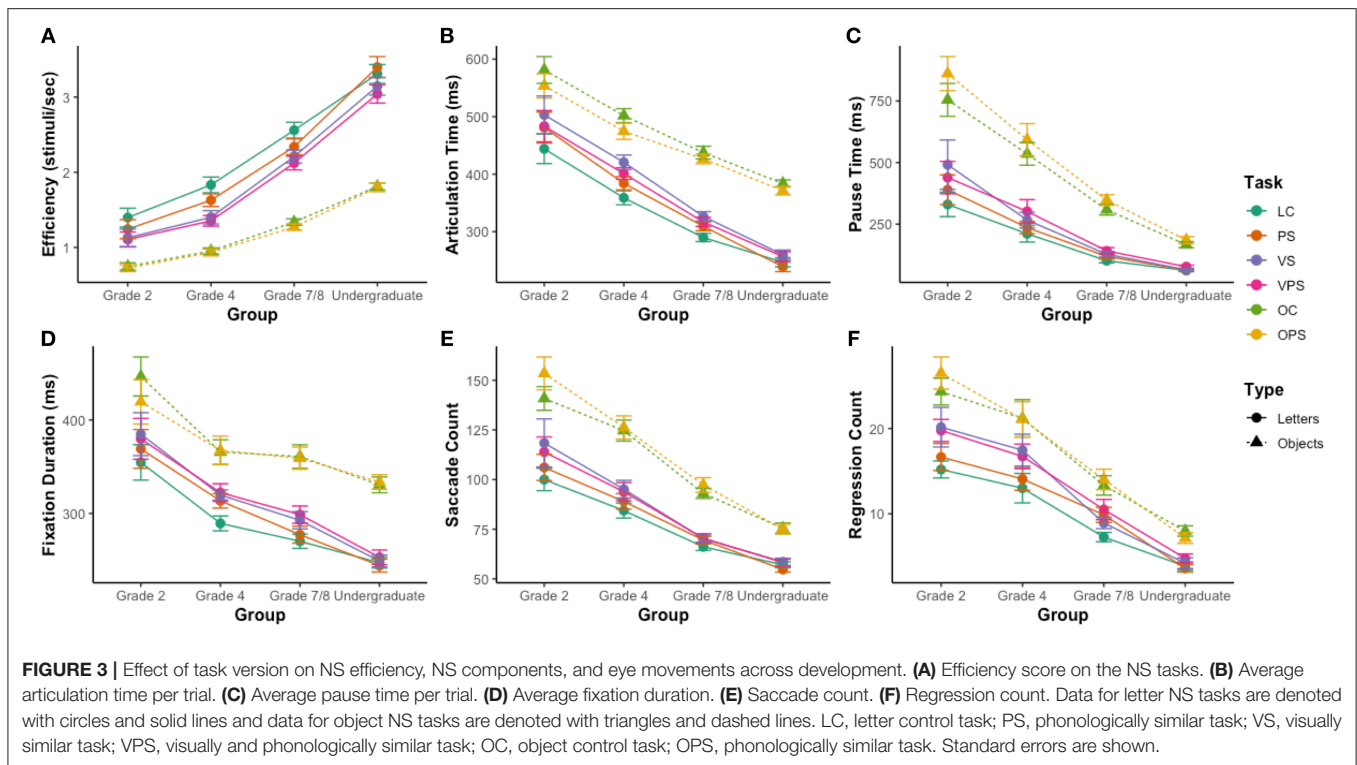 A
Efficiency (stimuli/sec)
3
2
1
Grade 2 Grade 4 Grade 7/8 Undergraduate
Group
B
Articulation Time (ms)
600
500
400
300
Grade 2 Grade 4 Grade 7/8 Undergraduate
Group
C
Pause Time (ms)
750
500
250
Grade 2 Grade 4 Grade 7/8 Undergraduate
Group
D
Fixation Duration (ms)
400
300
Grade 2 Grade 4 Grade 7/8 Undergraduate
Group
E
Saccade Count
150
125
100
75
50
Grade 2 Grade 4 Grade 7/8 Undergraduate
Group
F
Regression Count
20
10
Grade 2 Grade 4 Grade 7/8 Undergraduate
Group
Task
LC
PS
VS
VPS
OC
OPS
Type
Letters
Objects
FIGURE 3 | Effect of task version on NS efficiency, NS components, and eye movements across development. (A) Efficiency score on the NS tasks. (B) Average
articulation time per trial. (C) Average pause time per trial. (D) Average fixation duration. (E) Saccade count. (F) Regression count. Data for letter NS tasks are denoted
with circles and solid lines and data for object NS tasks are denoted with triangles and dashed lines. LC, letter control task; PS, phonologically similar task; VS, visually
similar task; VPS, visually and phonologically similar task; OC, object control task; OPS, phonologically similar task. Standard errors are shown.